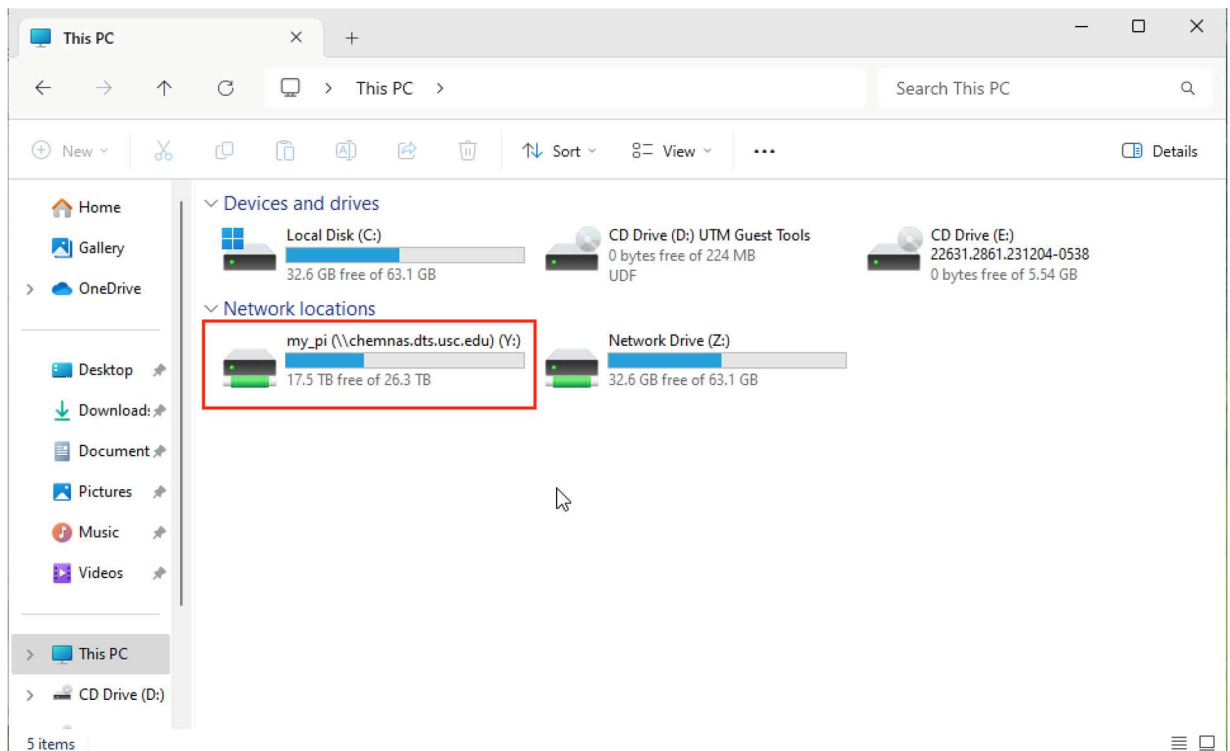 This PC
This PC
Search This PC
New
Sort
View
Details
Home
Gallery
OneDrive
Desktop
Download:
Document
Pictures
Music
Videos
This PC
CD Drive (D:)
Devices and drives
Local Disk (C:)
32.6 GB free of 63.1 GB
CD Drive (D:) UTM Guest Tools
0 bytes free of 224 MB
UDF
CD Drive (E:)
22631.2861.231204-0538
0 bytes free of 5.54 GB
Network locations
my_pi (\\chemnas.dts.usc.edu) (Y:)
17.5 TB free of 26.3 TB
Network Drive (Z:)
32.6 GB free of 63.1 GB
5 items